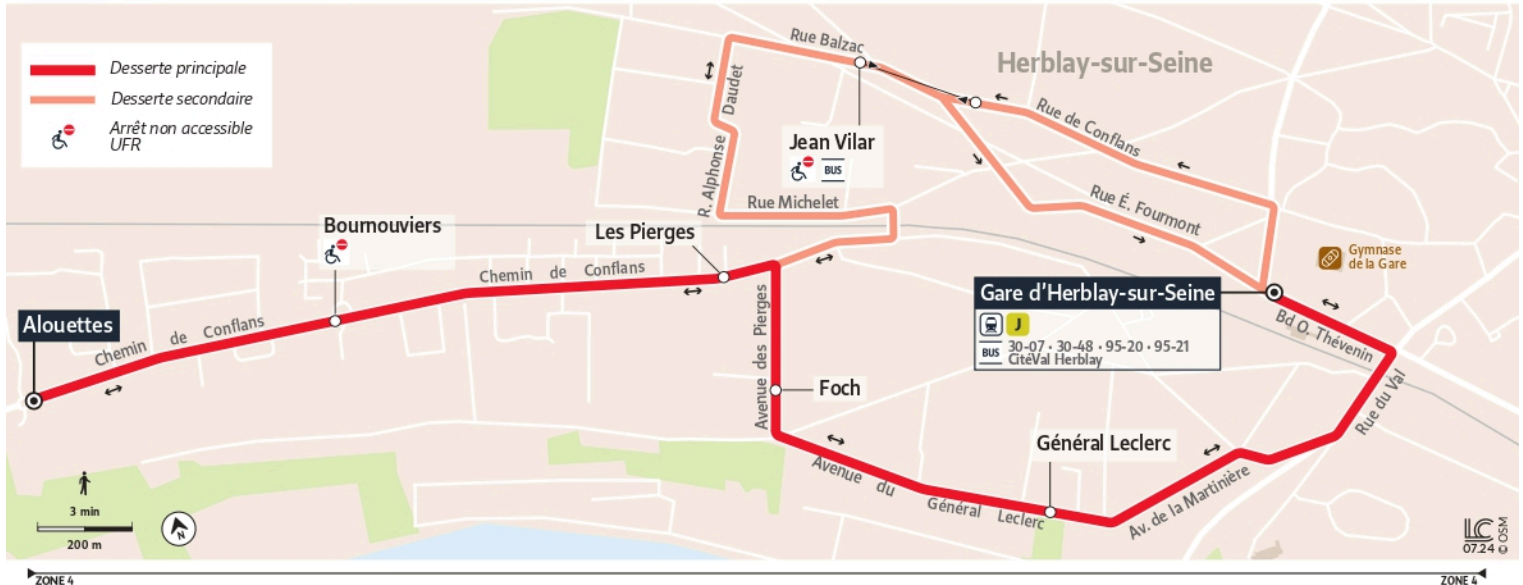 Desserte principale
Desserte secondaire
Arrêt non accessible
UFR
Rue Balzac
Herblay-sur-Seine
R. Alphonse Daudet
Rue de Conflans
Jean Vilar
BUS
Rue Michelet
Rue É. Fourmont
Bournouviers
Les Pierges
Gymnase
de la Gare
Chemin de Conflans
Gare d'Herblay-sur-Seine
J
BUS 30-07 • 30-48 • 95-20 • 95-21
CitéVal Herblay
Alouettes
Chemin de Conflans
Avenue des Pierges
Bd O. Thévenin
Foch
Rue du Val
Général Leclerc
Avenue du Général Leclerc
Av. de la Martinière
3 min
200 m
N
LC
07.24 © OSM
ZONE 4
ZONE 4